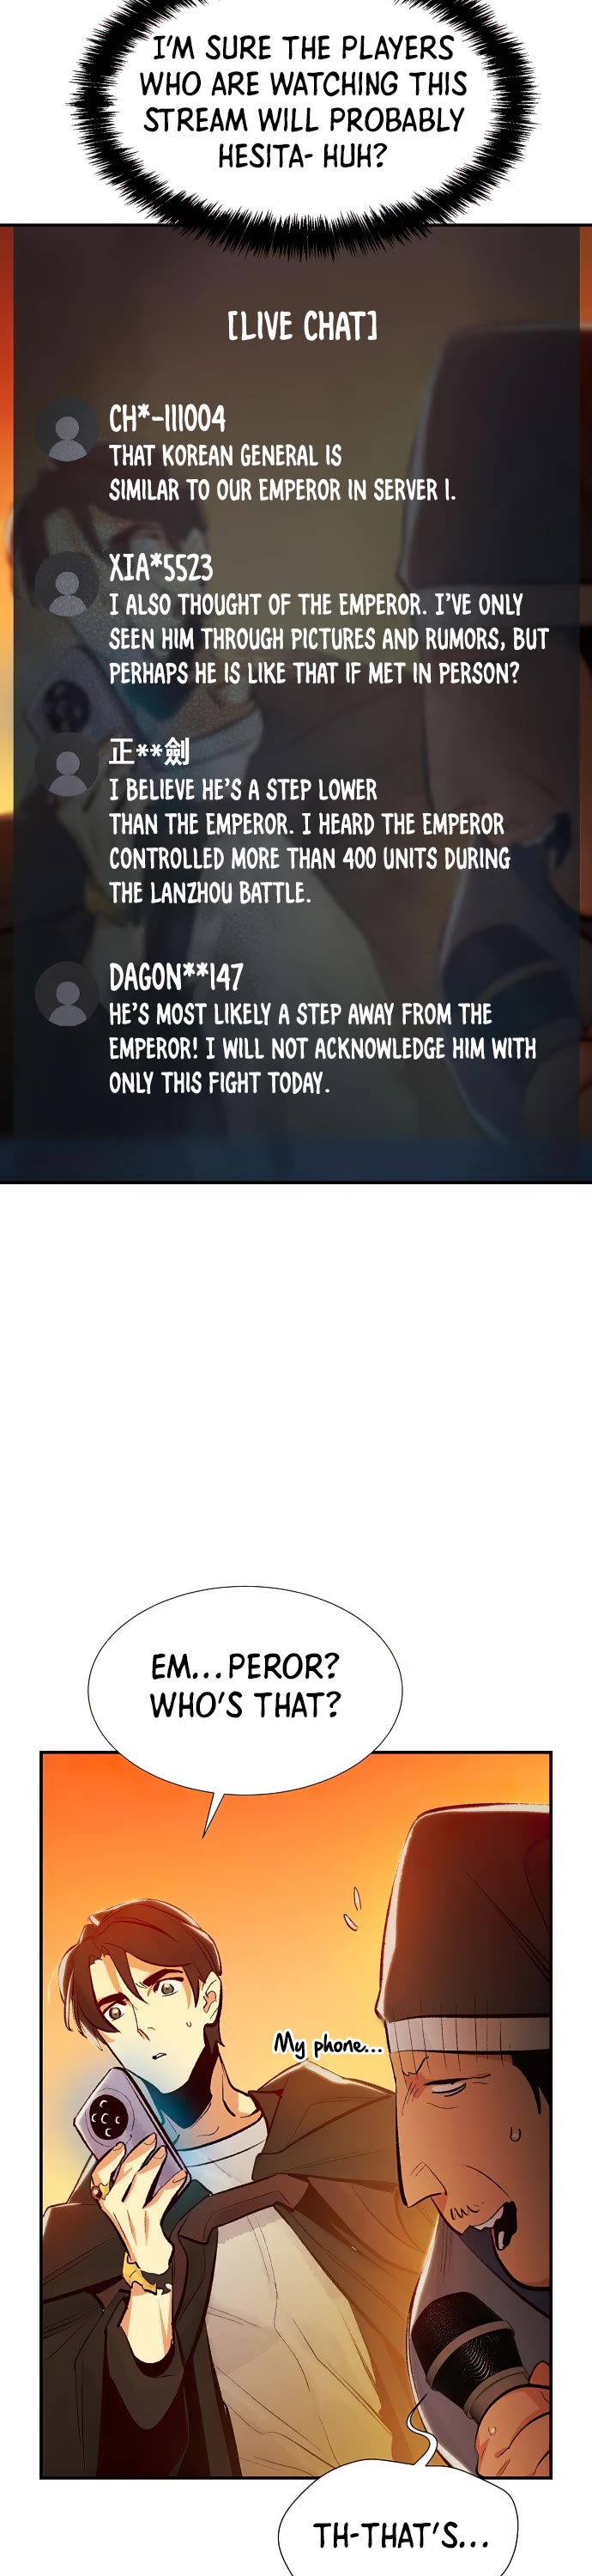 I'M SURE THE PLAYERS
WHO ARE WATCHING THIS
STREAM WILL PROBABLY
HESITA- HUH?
[LIVE CHAT]
CH*-111004
THAT KOREAN GENERAL IS
SIMILAR TO OUR EMPEROR IN SERVER 1.
XIA*5523
I ALSO THOUGHT OF THE EMPEROR. I'VE ONLY
SEEN HIM THROUGH PICTURES AND RUMORS, BUT
PERHAPS HE IS LIKE THAT IF MET IN PERSON?
正**劍
I BELIEVE HE'S A STEP LOWER
THAN THE EMPEROR. I HEARD THE EMPEROR
CONTROLLED MORE THAN 400 UNITS DURING
THE LANZHOU BATTLE.
DAGON**147
HE'S MOST LIKELY A STEP AWAY FROM THE
EMPEROR! I WILL NOT ACKNOWLEDGE HIM WITH
ONLY THIS FIGHT TODAY.
EM...PEROR?
WHO'S THAT?
My phone...
TH-THAT'S...